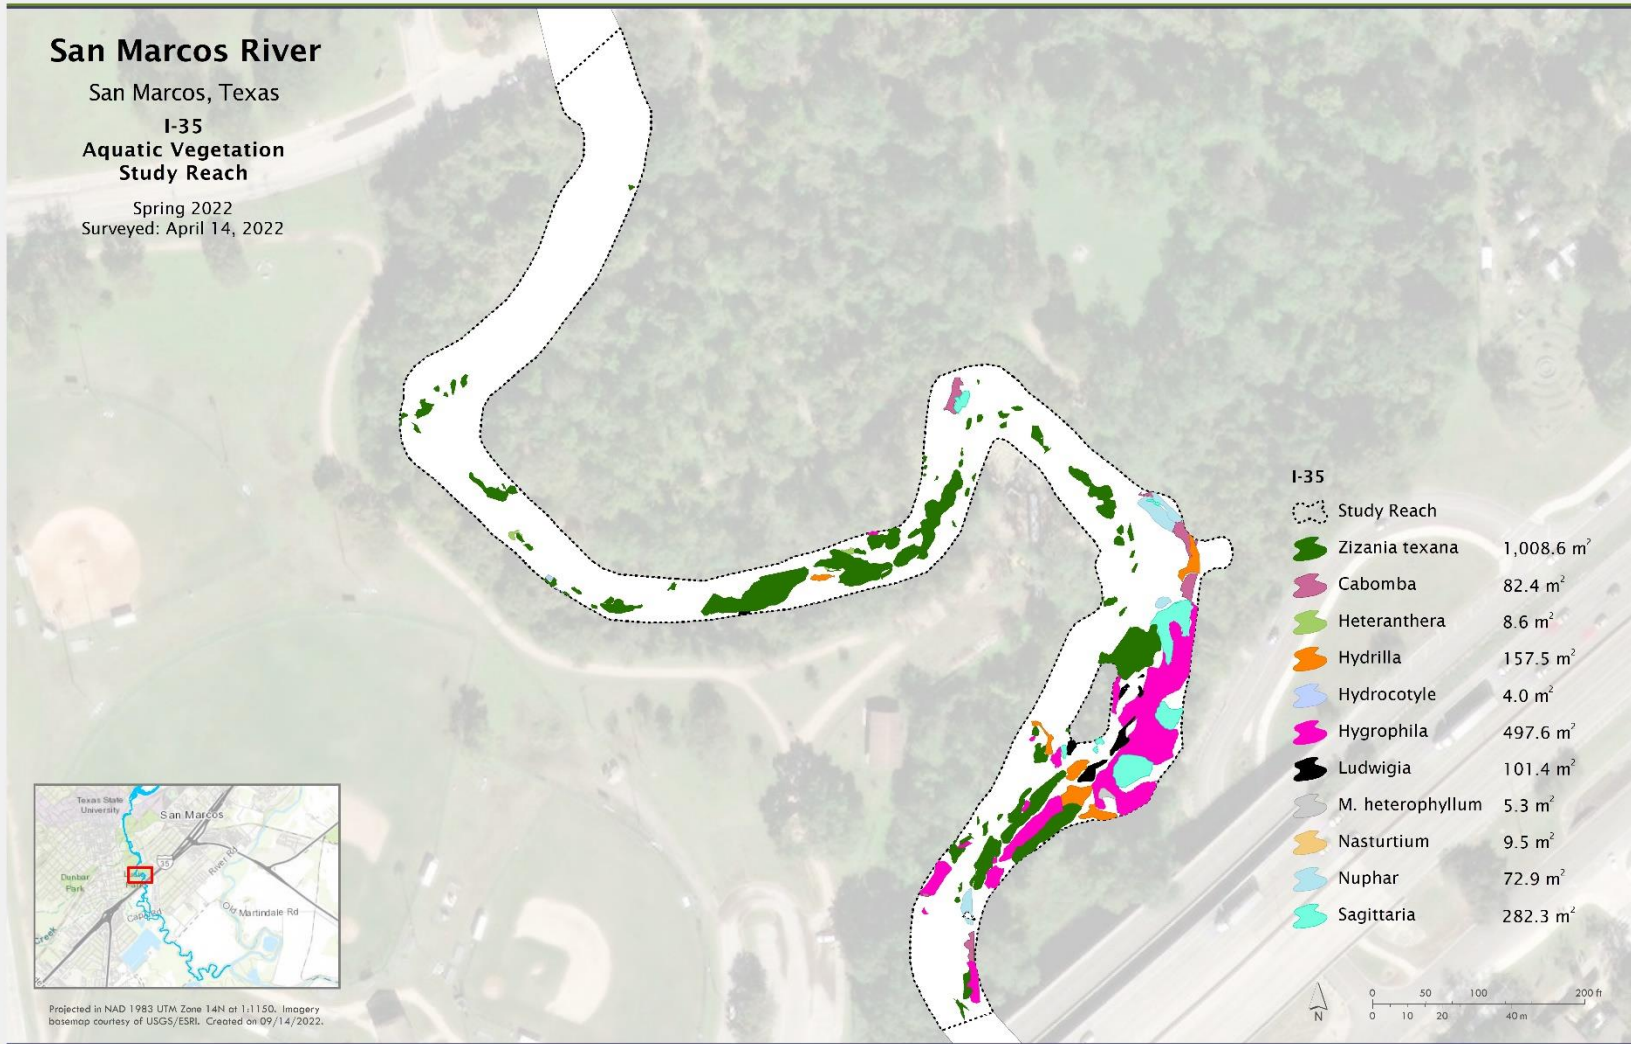 San Marcos River
San Marcos, Texas
I-35
Aquatic Vegetation
Study Reach
Spring 2022
Surveyed: April 14, 2022
I-35
Study Reach
Zizania texana 1,008.6 m²
Cabomba 82.4 m²
Heteranthera 8.6 m²
Hydrilla 157.5 m²
Hydrocotyle 4.0 m²
Hygrophila 497.6 m²
Ludwigia 101.4 m²
M. heterophyllum 5.3 m²
Nasturtium 9.5 m²
Nuphar 72.9 m²
Sagittaria 282.3 m²
Texas State
University
San Marcos
35
River Rd
Dunbar
Park
Old Martindale Rd
Creek
Projected in NAD 1983 UTM Zone 14N at 1:1150. Imagery
basemap courtesy of USGS/ESRI. Created on 09/14/2022.
N
0 50 100 200 ft
0 10 20 40 m